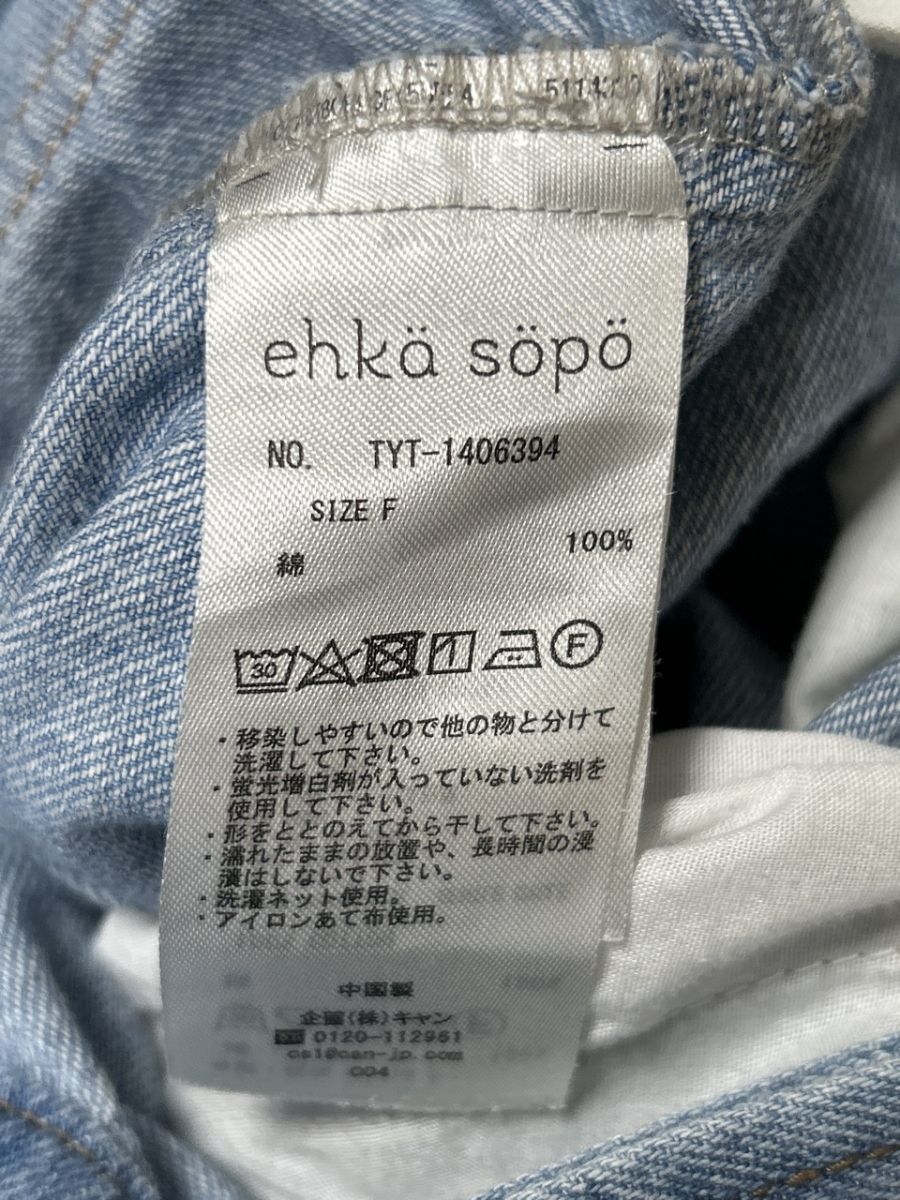 ehkä söpö
NO. TYT-1406394
SIZE F
綿 100%
30 1 F
・移染しやすいので他の物と分けて
洗濯して下さい。
・蛍光増白剤が入っていない洗剤を
使用して下さい。
・形をととのえてから干して下さい。
・濡れたままの放置や、長時間の浸
漬はしないで下さい。
・洗濯ネット使用。
・アイロンあて布使用。
中国製
企画(株)キャン
0120-112961
cs1@can-jp.com
004